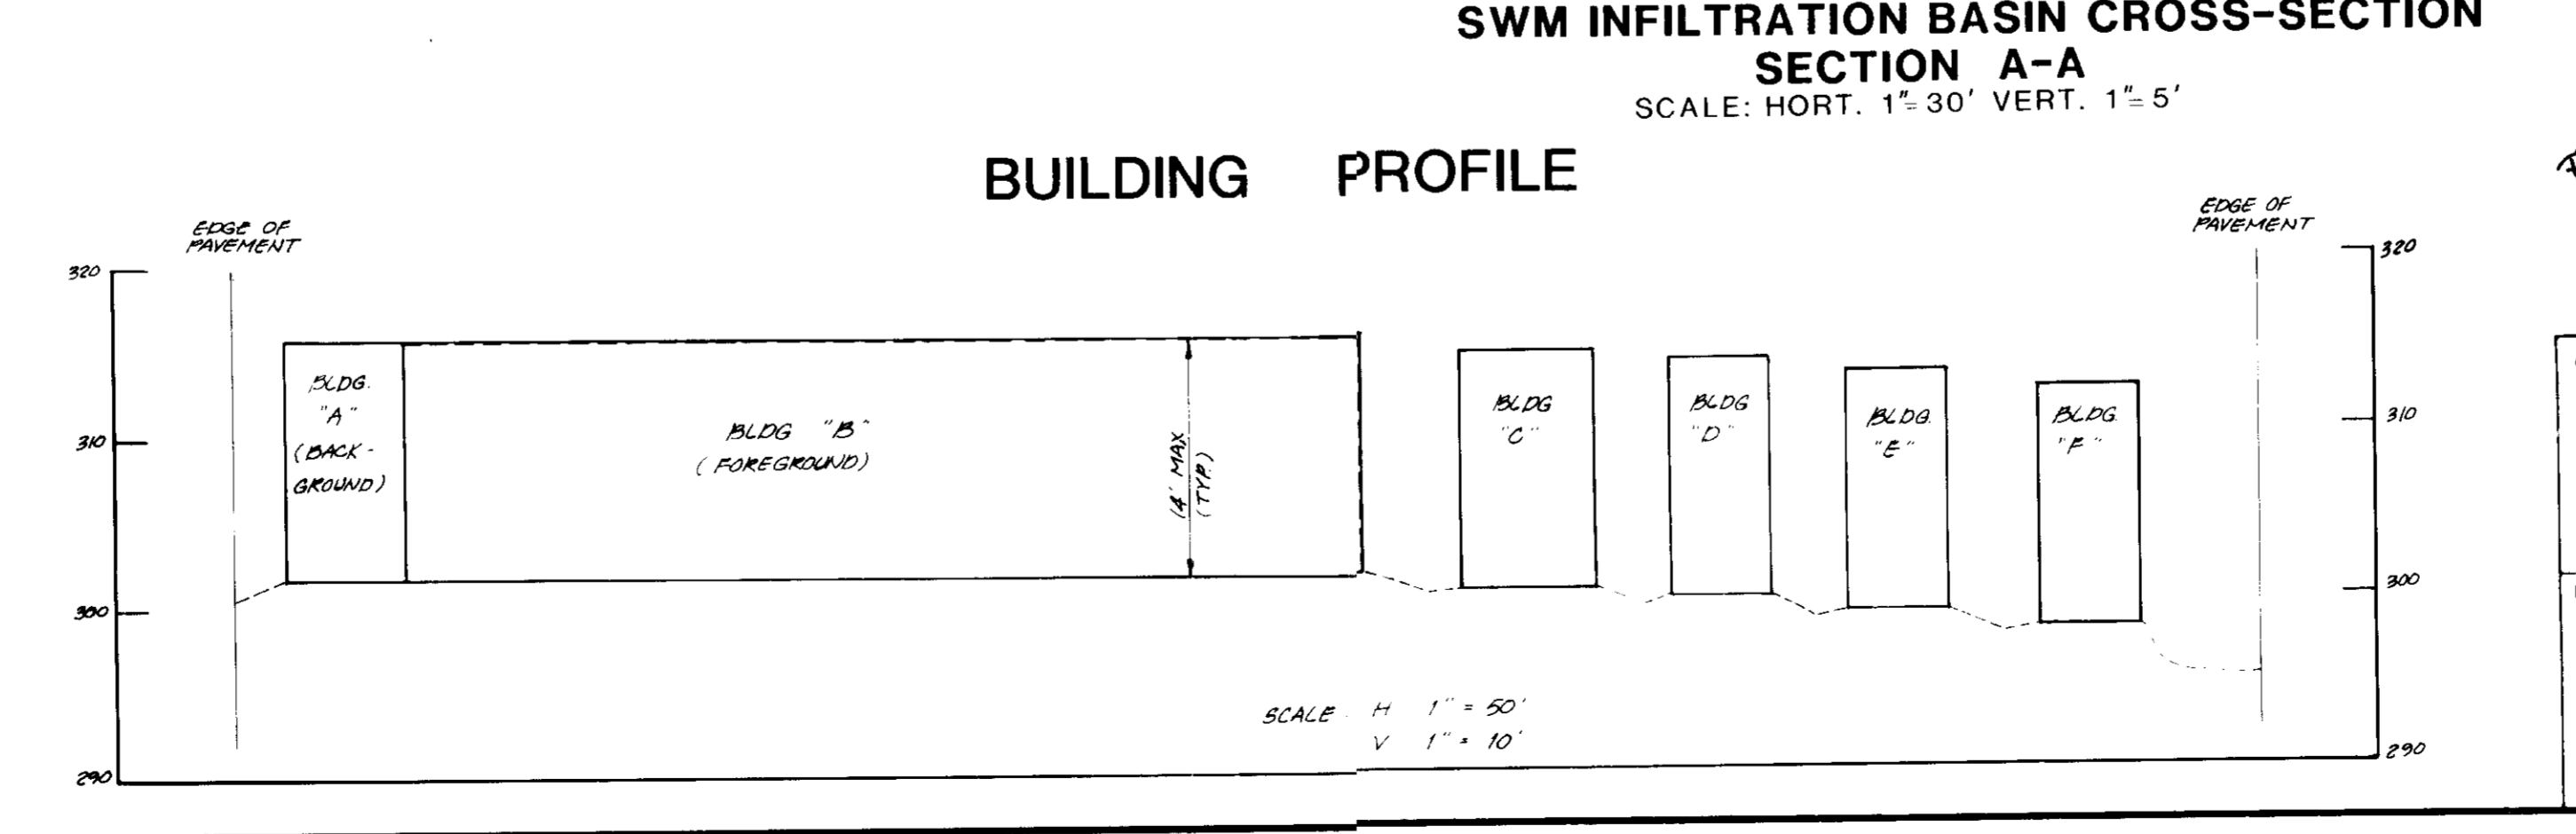 SWM INFILTRATION BASIN CROSS-SECTION
SECTION A-A
SCALE: HORT. 1"=30' VERT. 1"=5'
BUILDING PROFILE
EDGE OF
PAVEMENT
EDGE OF
PAVEMENT
320
310
300
290
BLDG.
"A"
(BACK-
GROUND)
BLDG "B"
(FOREGROUND)
14' MAX
(TYP.)
BLDG
"C"
BLDG
"D"
BLDG.
"E"
BLDG.
"F"
320
310
300
290
SCALE H 1" = 50'
V 1" = 10'